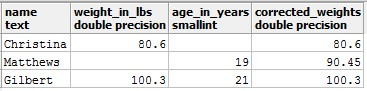 name weight_in_lbs age_in_years corrected_weights
text double precision smallint double precision
Christina 80.6 80.6
Matthews 19 90.45
Gilbert 100.3 21 100.3